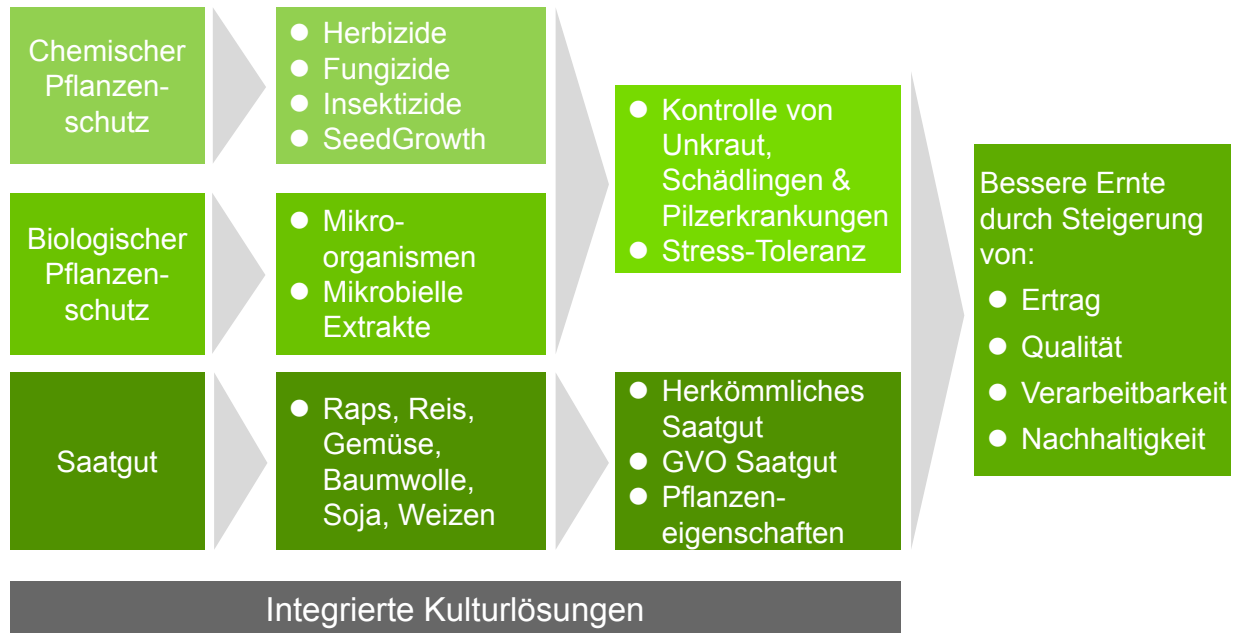 Chemischer
Pflanzen-
schutz
● Herbizide
● Fungizide
● Insektizide
● SeedGrowth
Biologischer
Pflanzen-
schutz
● Mikro-
organismen
● Mikrobielle
Extrakte
● Kontrolle von
Unkraut,
Schädlingen &
Pilzerkrankungen
● Stress-Toleranz
Saatgut
● Raps, Reis,
Gemüse,
Baumwolle,
Soja, Weizen
● Herkömmliches
Saatgut
● GVO Saatgut
● Pflanzen-
eigenschaften
Bessere Ernte
durch Steigerung
von:
● Ertrag
● Qualität
● Verarbeitbarkeit
● Nachhaltigkeit
Integrierte Kulturlösungen